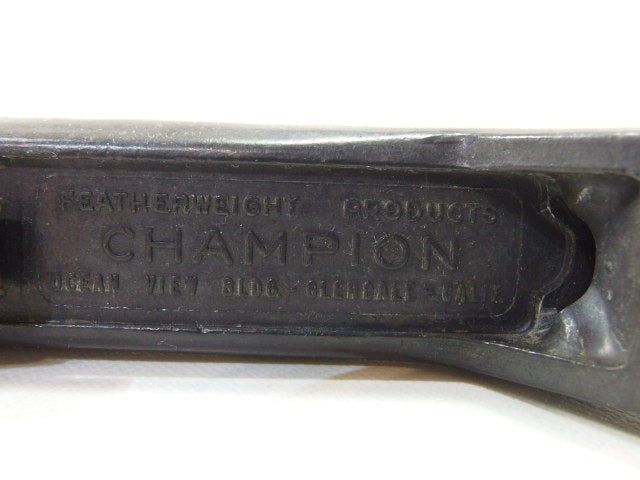 FEATHERWEIGHT PRODUCTS
CHAMPION
OCEAN VIEW BLDG. - GLENDALE - CALIF.